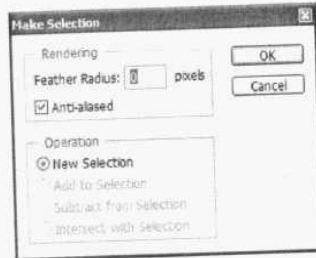 Make Selection
Rendering
Feather Radius: 0 pixels
Anti-aliased
OK
Cancel
Operation
New Selection
Add to Selection
Subtract from Selection
Intersect with Selection